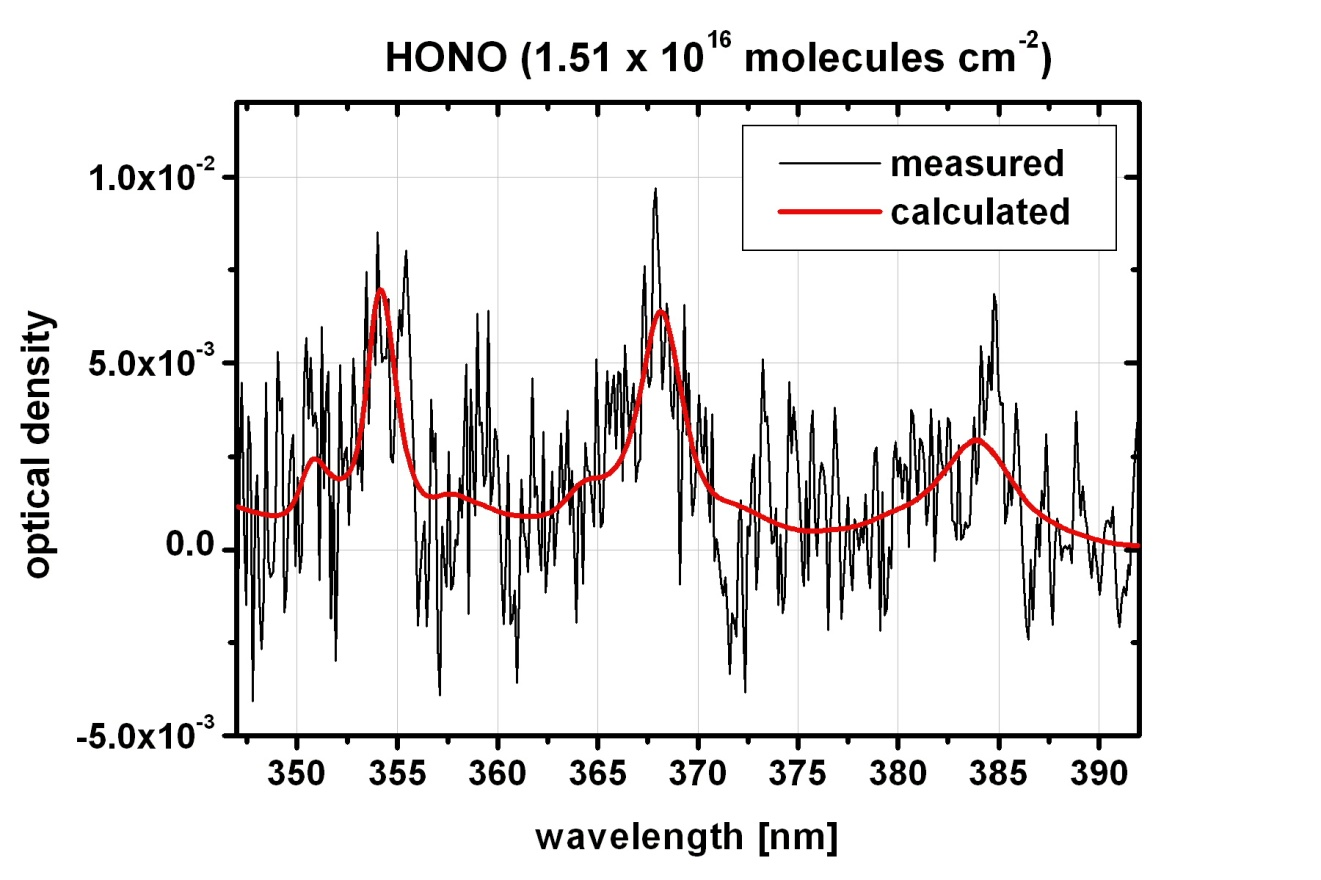 HONO (1.51 x 10^16 molecules cm^-2)
measured
calculated
1.0x10^-2
5.0x10^-3
0.0
-5.0x10^-3
optical density
350 355 360 365 370 375 380 385 390
wavelength [nm]